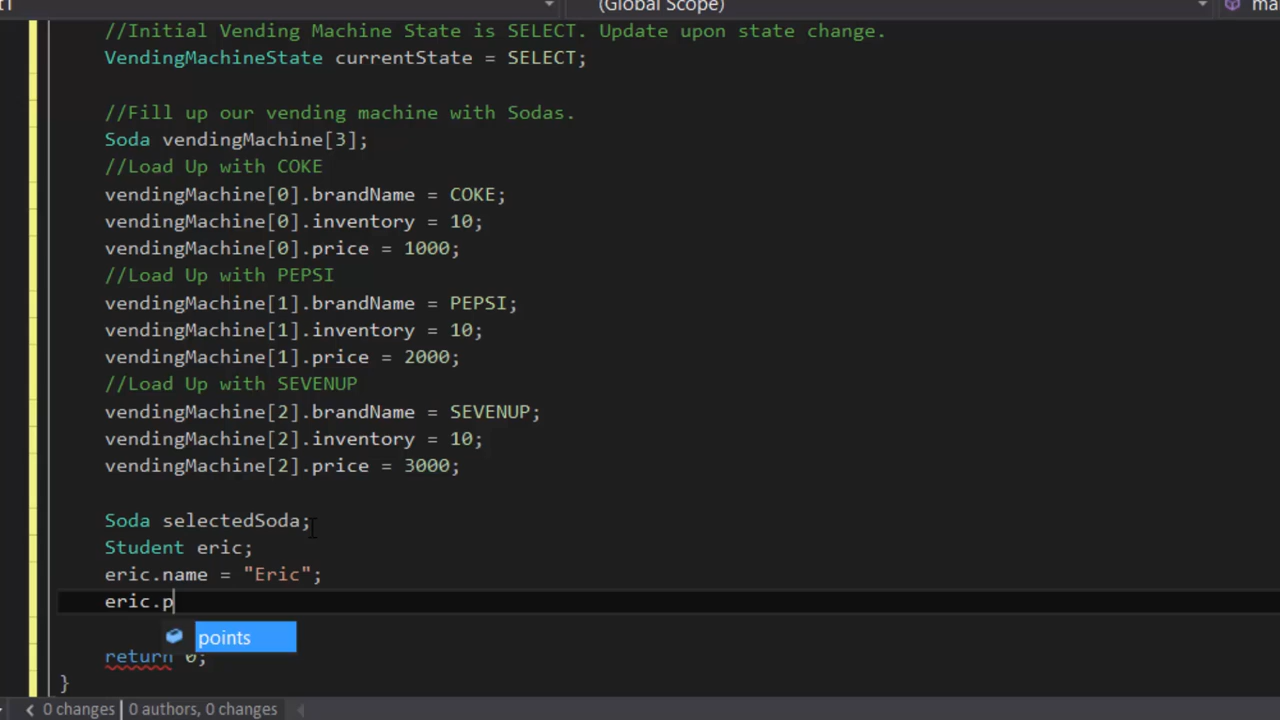 (Global Scope)
//Initial Vending Machine State is SELECT. Update upon state change.
VendingMachineState currentState = SELECT;
//Fill up our vending machine with Sodas.
Soda vendingMachine[3];
//Load Up with COKE
vendingMachine[0].brandName = COKE;
vendingMachine[0].inventory = 10;
vendingMachine[0].price = 1000;
//Load Up with PEPSI
vendingMachine[1].brandName = PEPSI;
vendingMachine[1].inventory = 10;
vendingMachine[1].price = 2000;
//Load Up with SEVENUP
vendingMachine[2].brandName = SEVENUP;
vendingMachine[2].inventory = 10;
vendingMachine[2].price = 3000;
Soda selectedSoda;
Student eric;
eric.name = "Eric";
eric.p
points
return 0;
}
0 changes | 0 authors, 0 changes